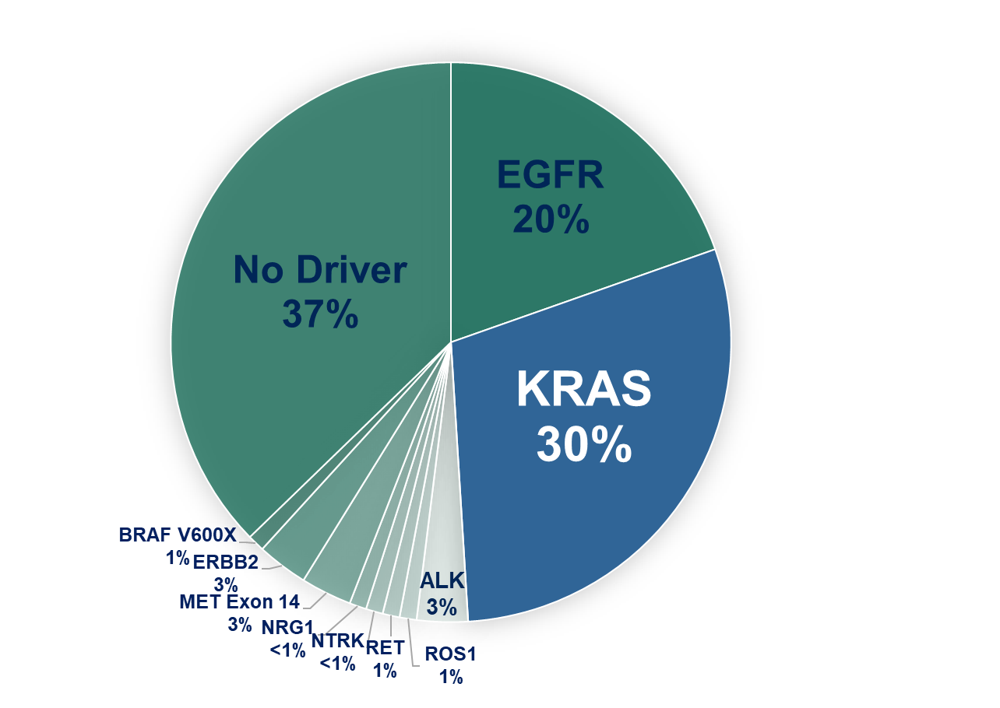 EGFR
20%
KRAS
30%
ALK
3%
ROS1
1%
RET
1%
NTRK
<1%
NRG1
<1%
MET Exon 14
3%
ERBB2
3%
BRAF V600X
1%
No Driver
37%